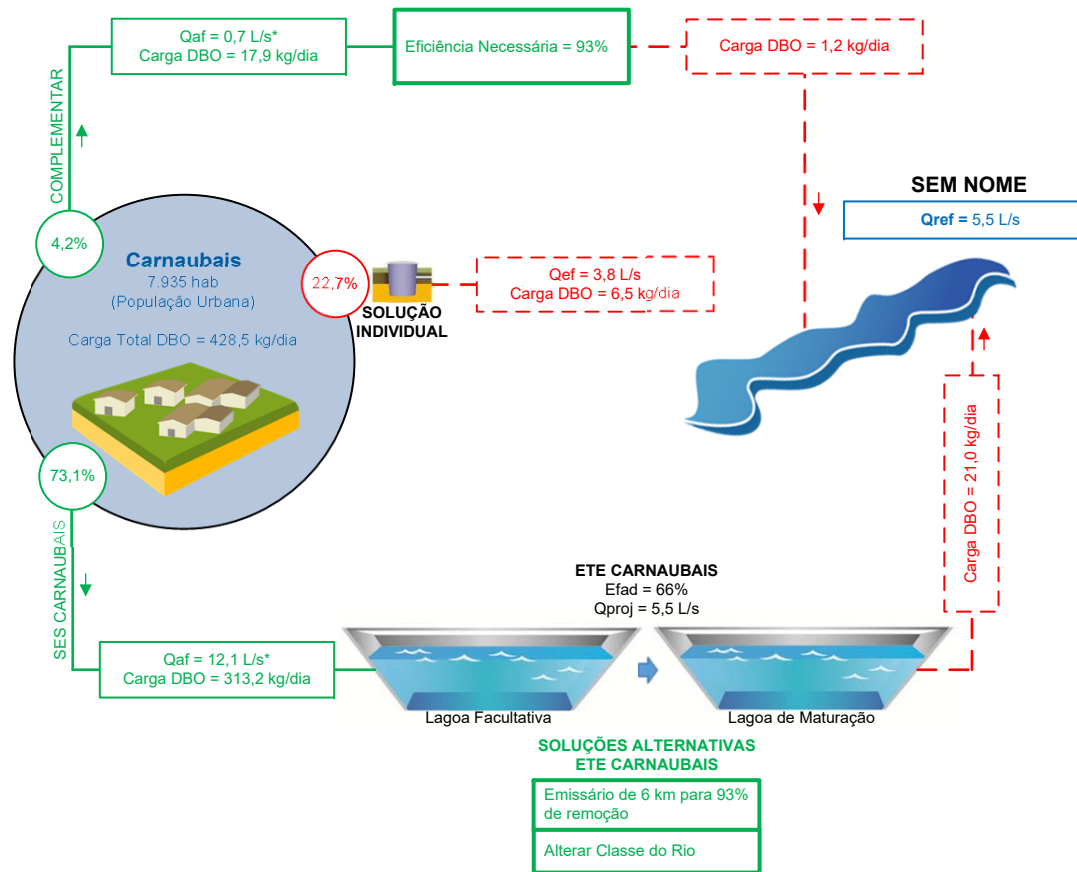 Qaf = 0,7 L/s*
Carga DBO = 17,9 kg/dia
Eficiência Necessária = 93%
Carga DBO = 1,2 kg/dia
COMPLEMENTAR
SEM NOME
Qref = 5,5 L/s
4,2%
Carnaubais
7.935 hab
(População Urbana)
Carga Total DBO = 428,5 kg/dia
22,7%
SOLUÇÃO
INDIVIDUAL
Qef = 3,8 L/s
Carga DBO = 6,5 kg/dia
73,1%
SES CARNAUBAIS
Carga DBO = 21,0 kg/dia
ETE CARNAUBAIS
Efad = 66%
Qproj = 5,5 L/s
Qaf = 12,1 L/s*
Carga DBO = 313,2 kg/dia
Lagoa Facultativa
Lagoa de Maturação
SOLUÇÕES ALTERNATIVAS
ETE CARNAUBAIS
Emissário de 6 km para 93%
de remoção
Alterar Classe do Rio